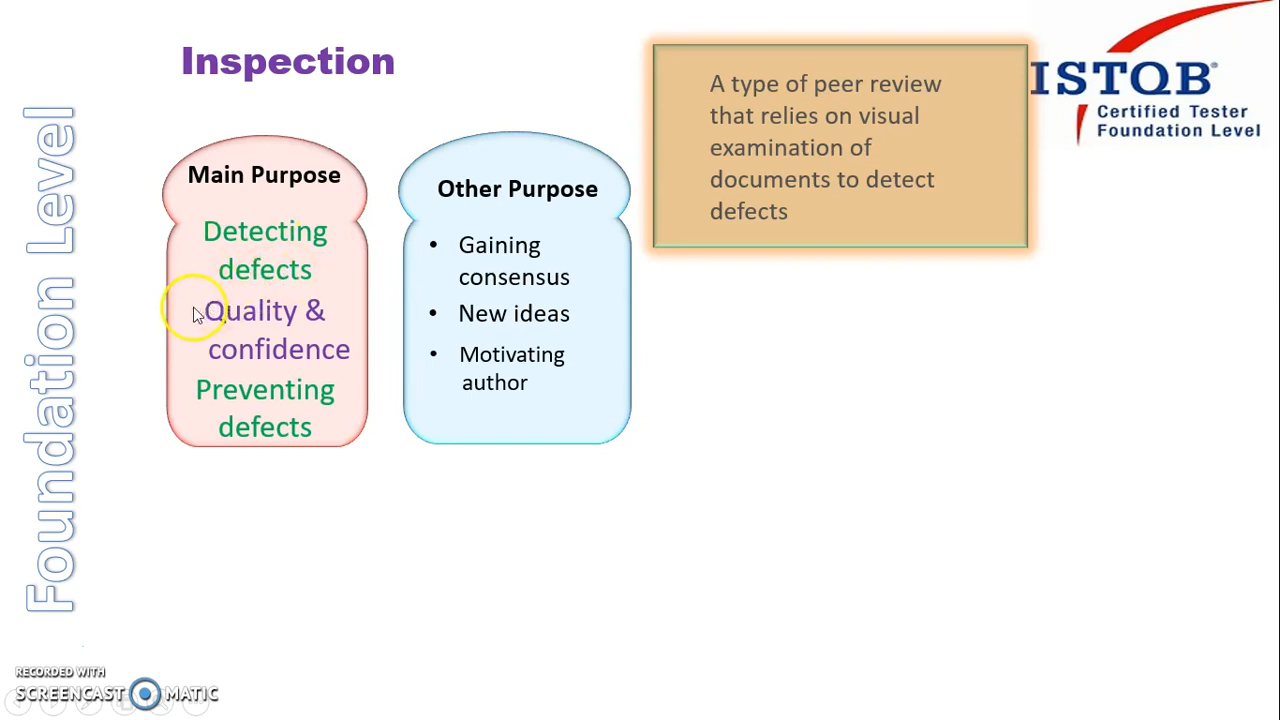 Inspection
A type of peer review
that relies on visual
examination of
documents to detect
defects
ISTQB®
Certified Tester
Foundation Level
Foundation Level
Main Purpose
Detecting
defects
Quality &
confidence
Preventing
defects
Other Purpose
• Gaining
consensus
• New ideas
• Motivating
author
RECORDED WITH
SCREENCAST MATIC